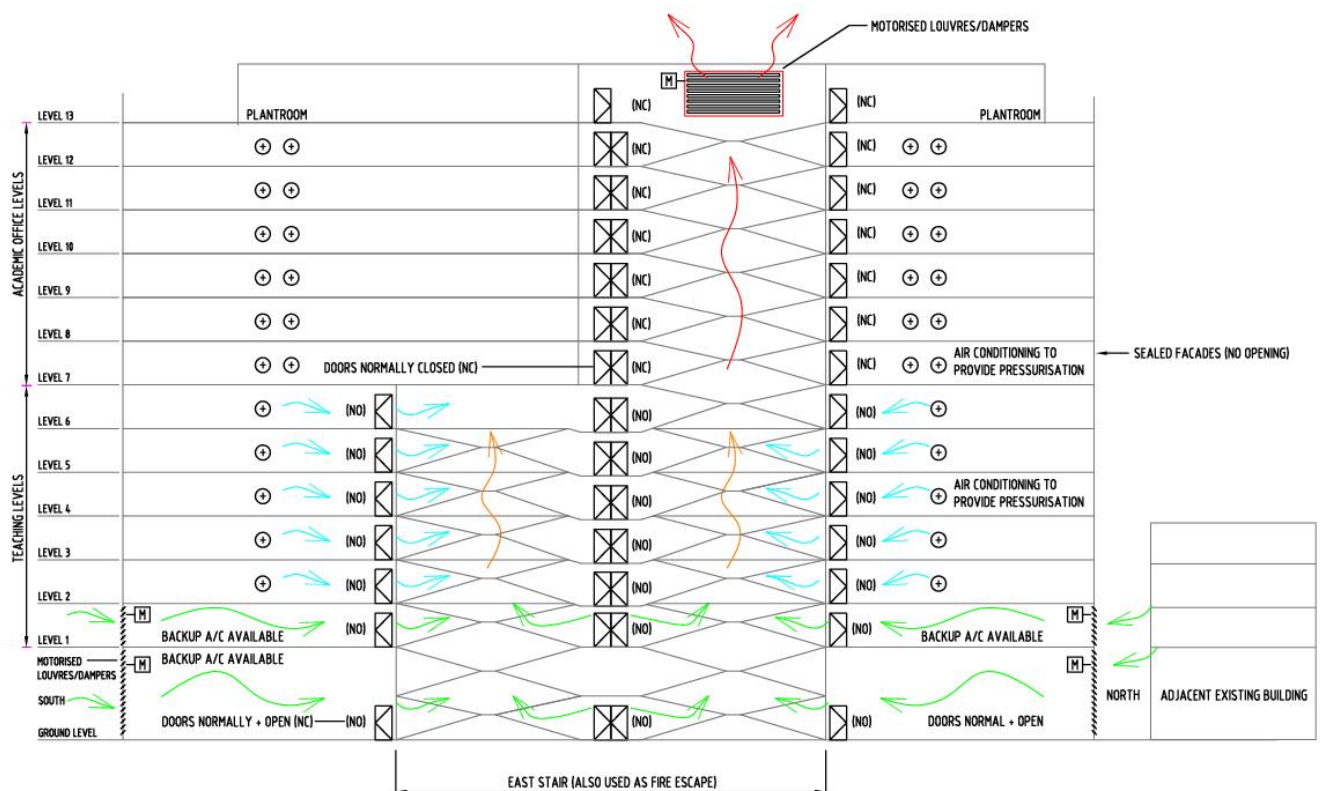 MOTORISED LOUVRES/DAMPERS
M
LEVEL 13
PLANTROOM
(NC)
(NC)
PLANTROOM
LEVEL 12
(NC)
(NC)
LEVEL 11
(NC)
(NC)
LEVEL 10
(NC)
(NC)
LEVEL 9
(NC)
(NC)
LEVEL 8
(NC)
(NC)
ACADEMIC OFFICE LEVELS
LEVEL 7
DOORS NORMALLY CLOSED (NC)
(NC)
(NC)
AIR CONDITIONING TO
PROVIDE PRESSURISATION
SEALED FACADES (NO OPENING)
LEVEL 6
(NO)
(NO)
(NO)
LEVEL 5
(NO)
(NO)
(NO)
LEVEL 4
(NO)
(NO)
(NO)
AIR CONDITIONING TO
PROVIDE PRESSURISATION
LEVEL 3
(NO)
(NO)
(NO)
LEVEL 2
(NO)
(NO)
(NO)
TEACHING LEVELS
LEVEL 1
M
BACKUP A/C AVAILABLE
(NO)
(NO)
(NO)
BACKUP A/C AVAILABLE
M
MOTORISED
LOUVRES/DAMPERS
M
BACKUP A/C AVAILABLE
M
SOUTH
NORTH
ADJACENT EXISTING BUILDING
GROUND LEVEL
DOORS NORMALLY + OPEN (NC)
(NO)
(NO)
(NO)
DOORS NORMAL + OPEN
EAST STAIR (ALSO USED AS FIRE ESCAPE)